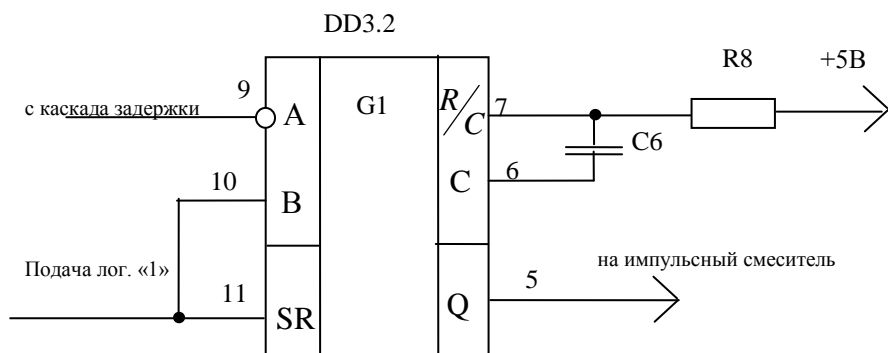 DD3.2
R8
+5В
9
с каскада задержки
A
G1
R/C
7
C6
10
B
C
6
Подача лог. «1»
11
SR
Q
5
на импульсный смеситель